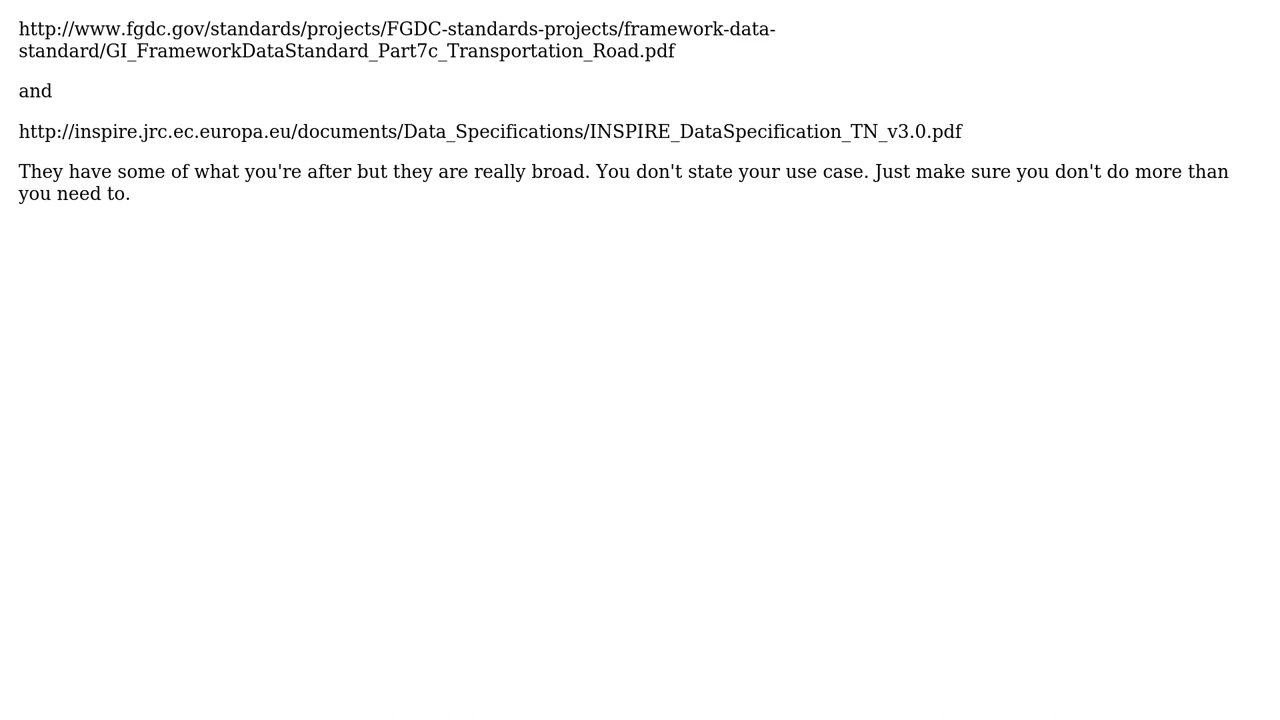 http://www.fgdc.gov/standards/projects/FGDC-standards-projects/framework-data-
standard/GI_FrameworkDataStandard_Part7c_Transportation_Road.pdf
and
http://inspire.jrc.ec.europa.eu/documents/Data_Specifications/INSPIRE_DataSpecification_TN_v3.0.pdf
They have some of what you're after but they are really broad. You don't state your use case. Just make sure you don't do more than
you need to.